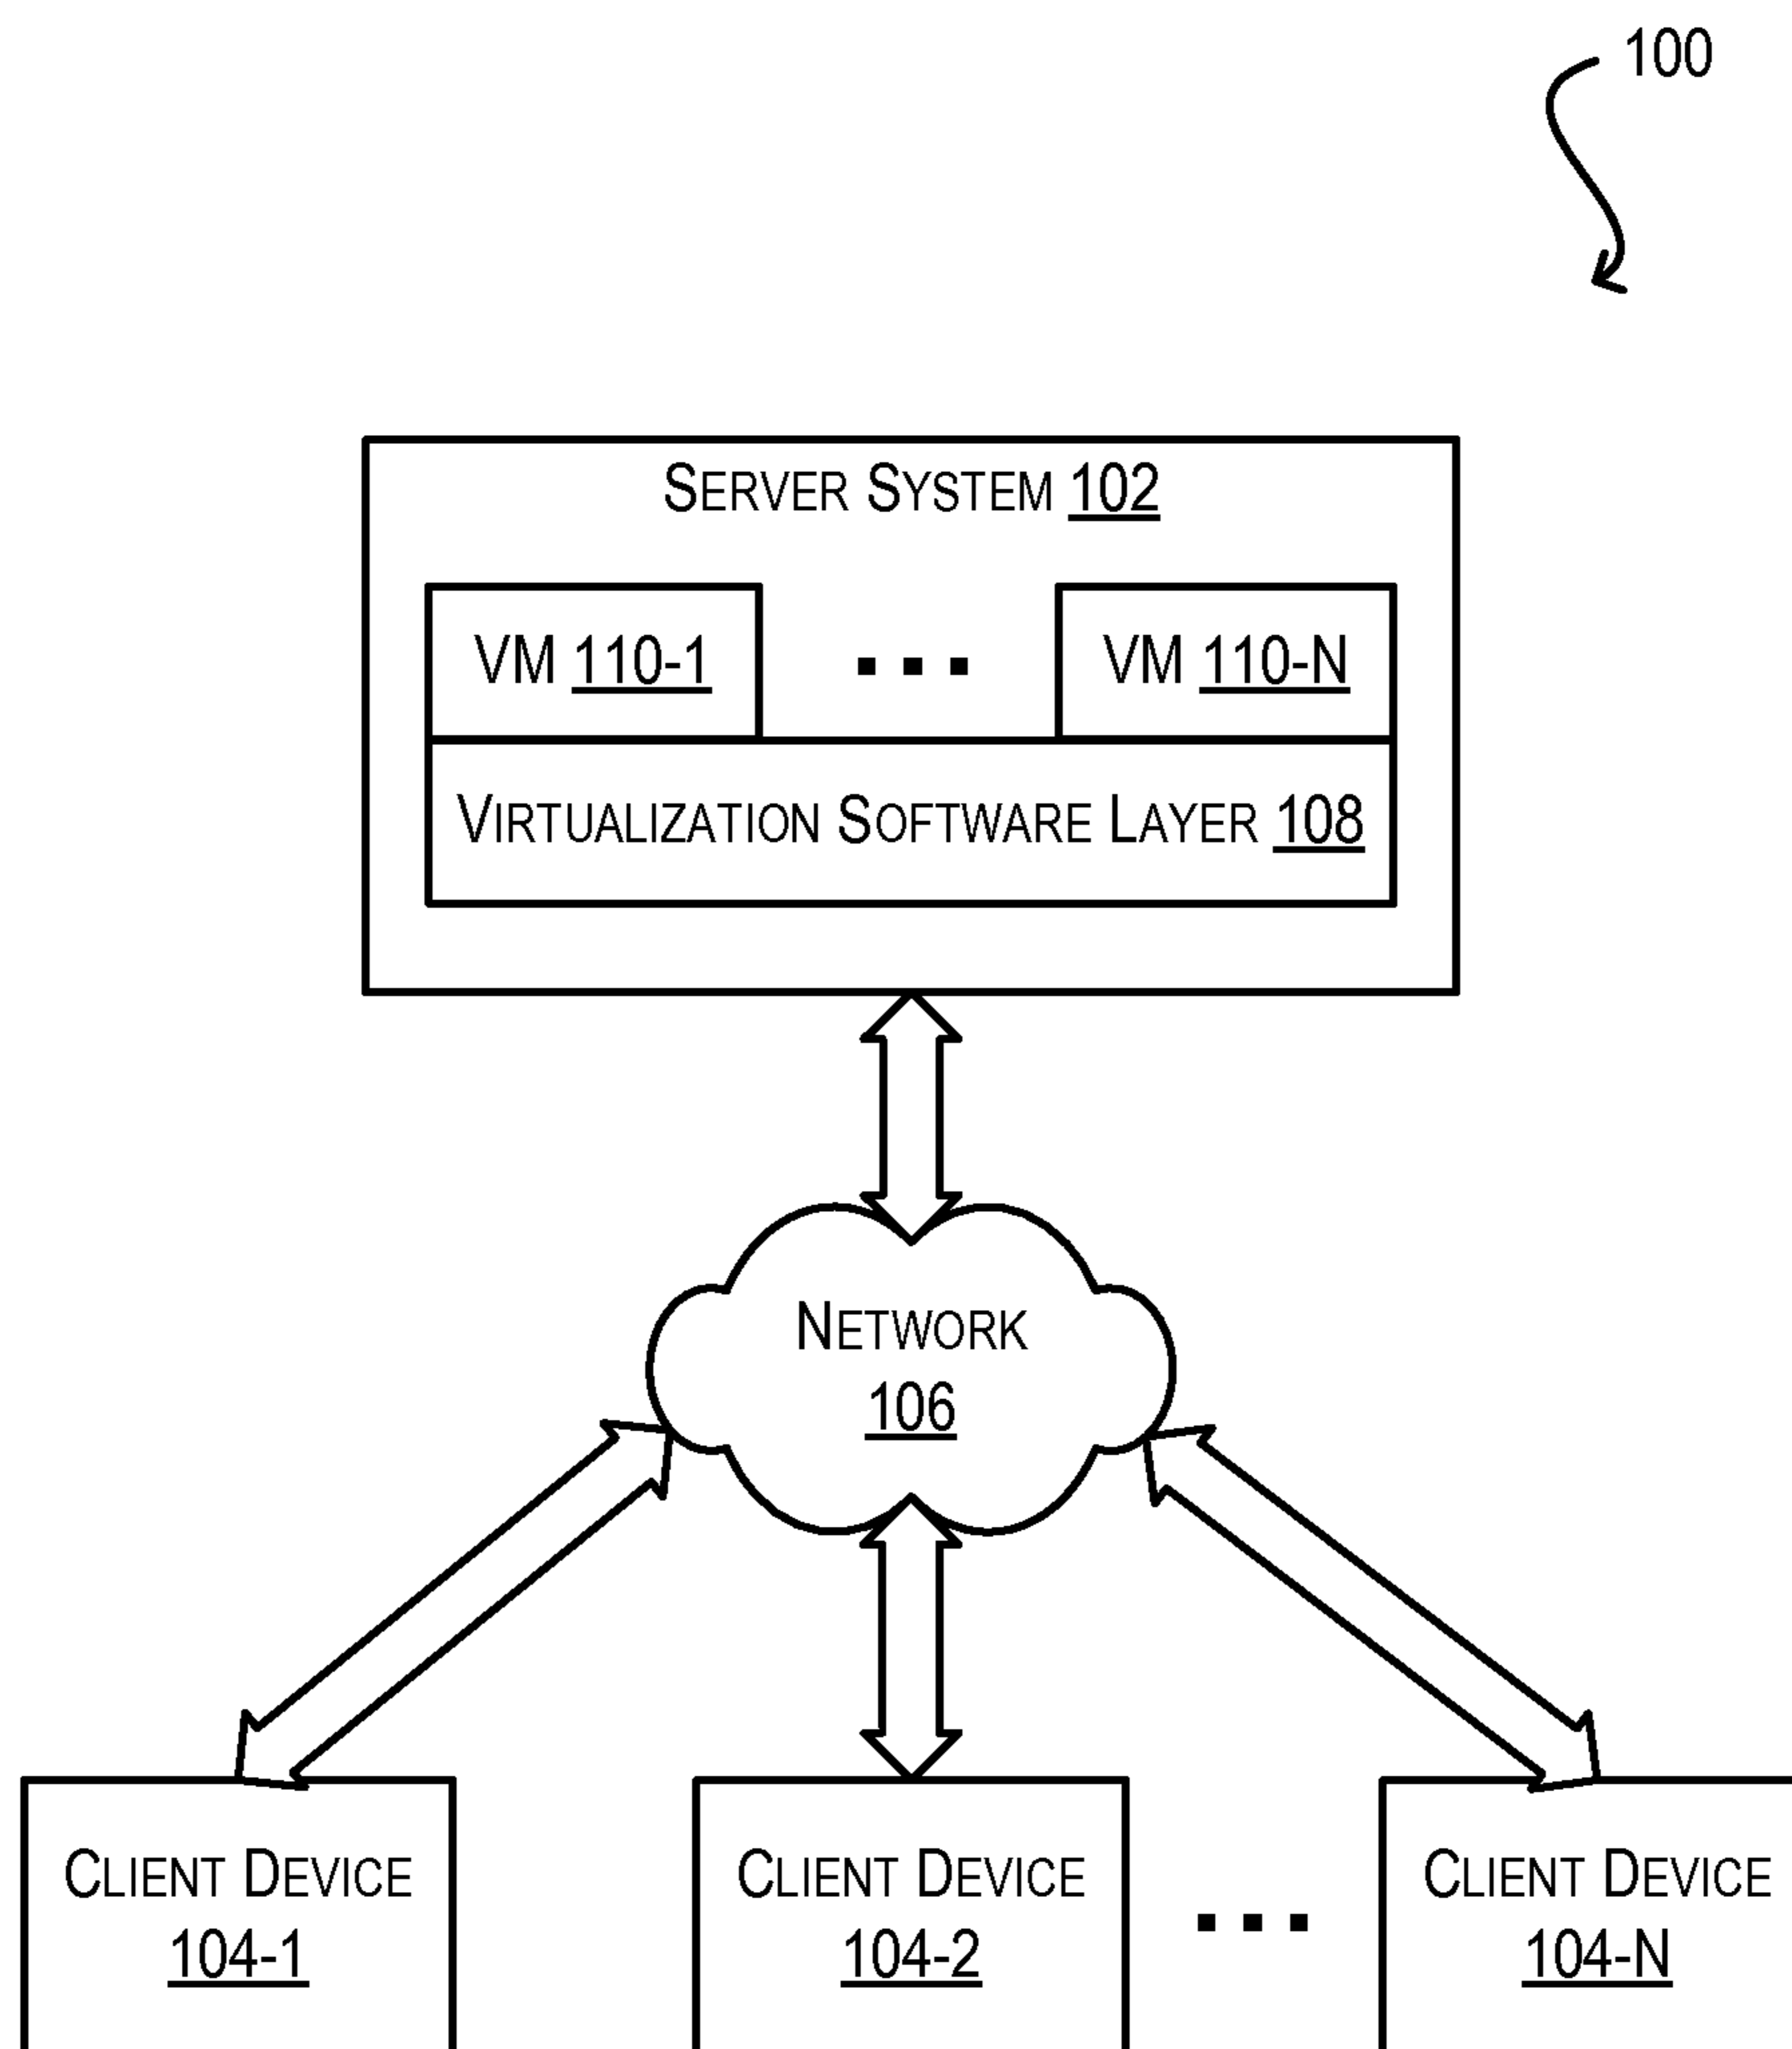 100
SERVER SYSTEM 102
VM 110-1
VM 110-N
VIRTUALIZATION SOFTWARE LAYER 108
NETWORK
106
CLIENT DEVICE
104-1
CLIENT DEVICE
104-2
CLIENT DEVICE
104-N